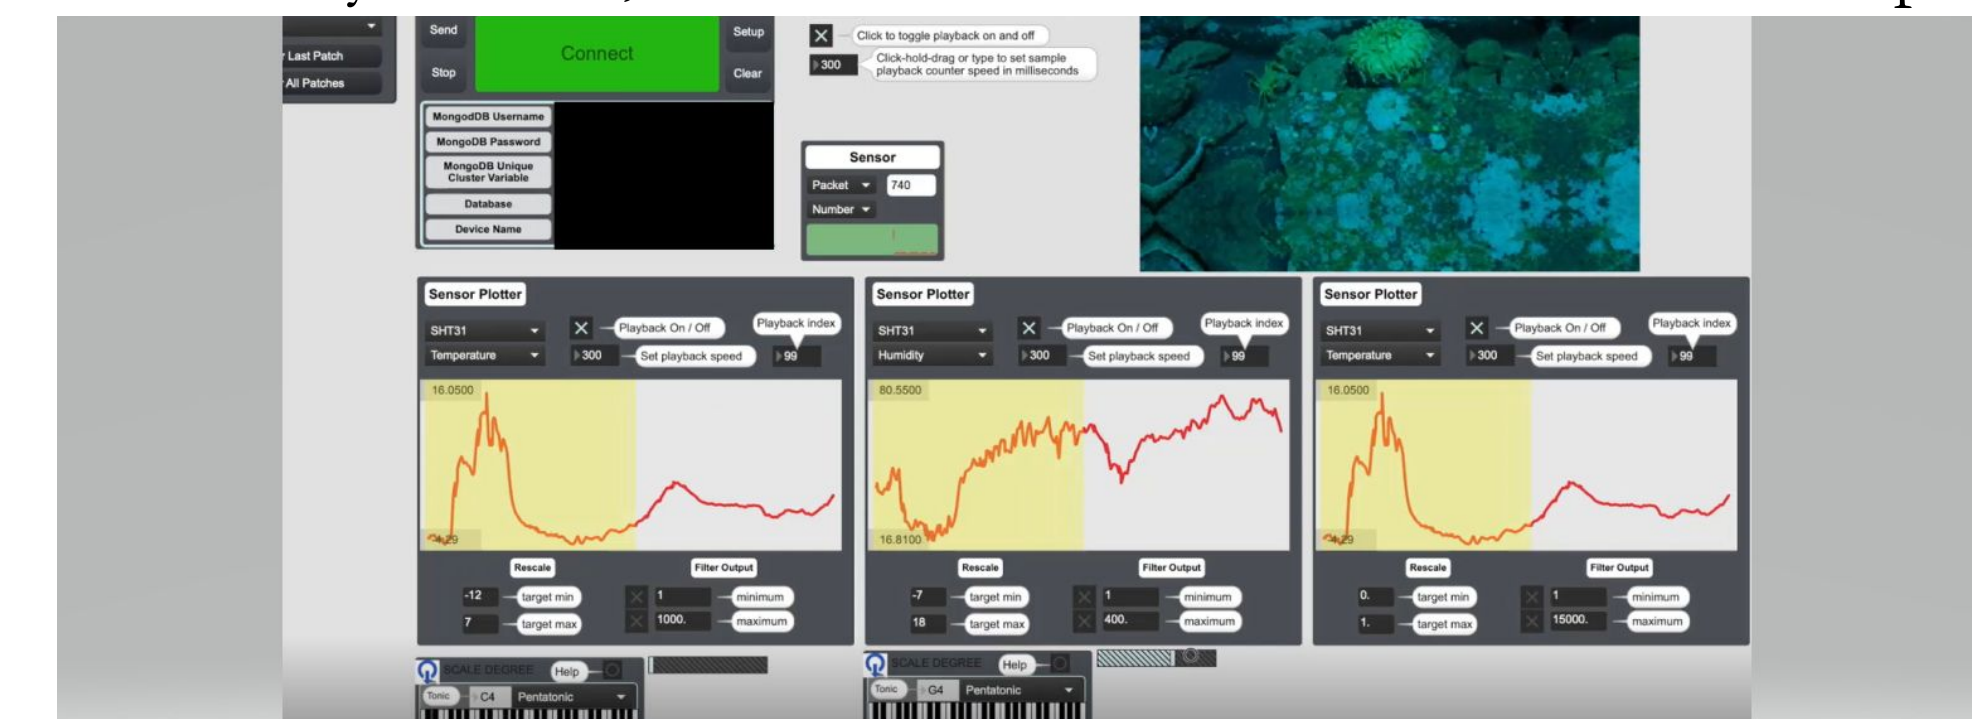 Last Patch
All Patches
Send
Stop
Connect
Setup
Clear
MongodDB Username
MongoDB Password
MongoDB Unique
Cluster Variable
Database
Device Name
Click to toggle playback on and off
300
Click-hold-drag or type to set sample
playback counter speed in milliseconds
Sensor
Packet 740
Number
Sensor Plotter
SHT31
Temperature
Playback On / Off
Playback index
300
Set playback speed
99
16.0500
-4.29
Rescale
Filter Output
-12 target min
7 target max
1 minimum
1000. maximum
Sensor Plotter
SHT31
Humidity
Playback On / Off
Playback index
300
Set playback speed
99
80.5500
16.8100
Rescale
Filter Output
-7 target min
18 target max
1 minimum
400. maximum
Sensor Plotter
SHT31
Temperature
Playback On / Off
Playback index
300
Set playback speed
99
16.0500
-4.29
Rescale
Filter Output
0. target min
1. target max
1 minimum
15000. maximum
SCALE DEGREE
Help
Tonic C4 Pentatonic
SCALE DEGREE
Help
Tonic G4 Pentatonic